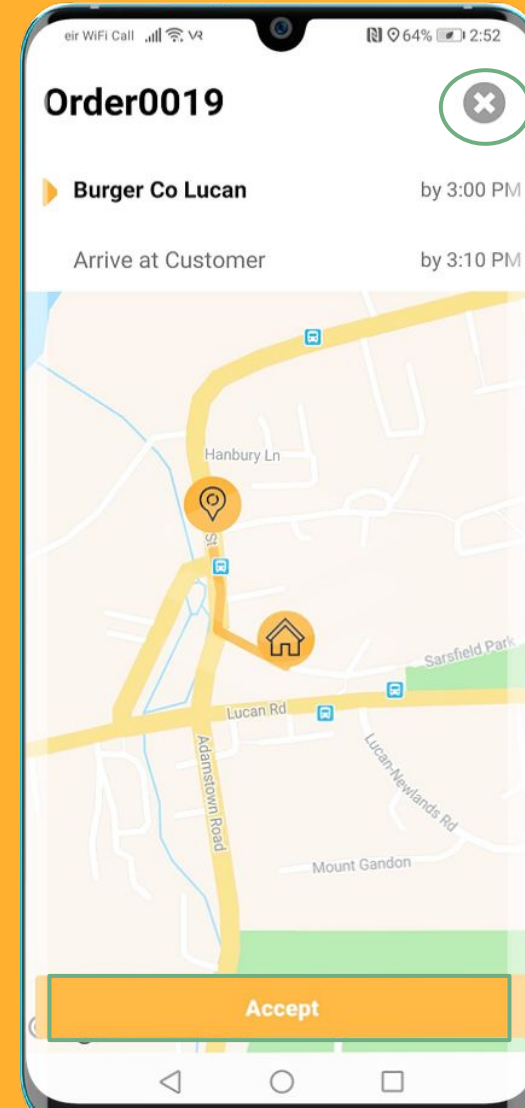 eir WiFi Call 64% 2:52
Order0019
Burger Co Lucan by 3:00 PM
Arrive at Customer by 3:10 PM
Hanbury Ln
St
Sarsfield Park
Lucan Rd
Adamstown Road
Lucan-Newlands Rd
Mount Gandon
Accept